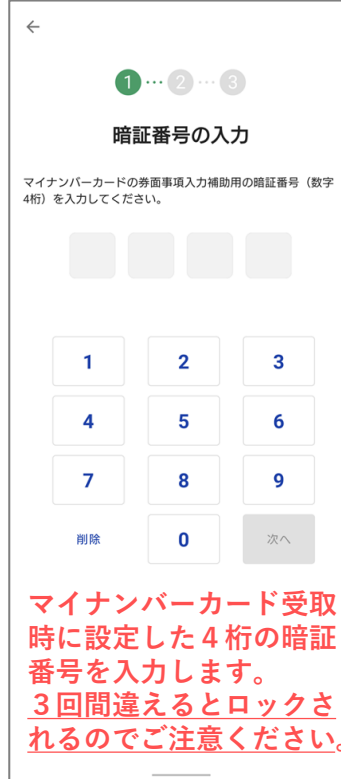 ←
1…2…3
暗証番号の入力
マイナンバーカードの券面事項入力補助用の暗証番号（数字
4桁）を入力してください。
1 2 3
4 5 6
7 8 9
削除 0 次へ
マイナンバーカード受取
時に設定した４桁の暗証
番号を入力します。
３回間違えるとロックさ
れるのでご注意ください。